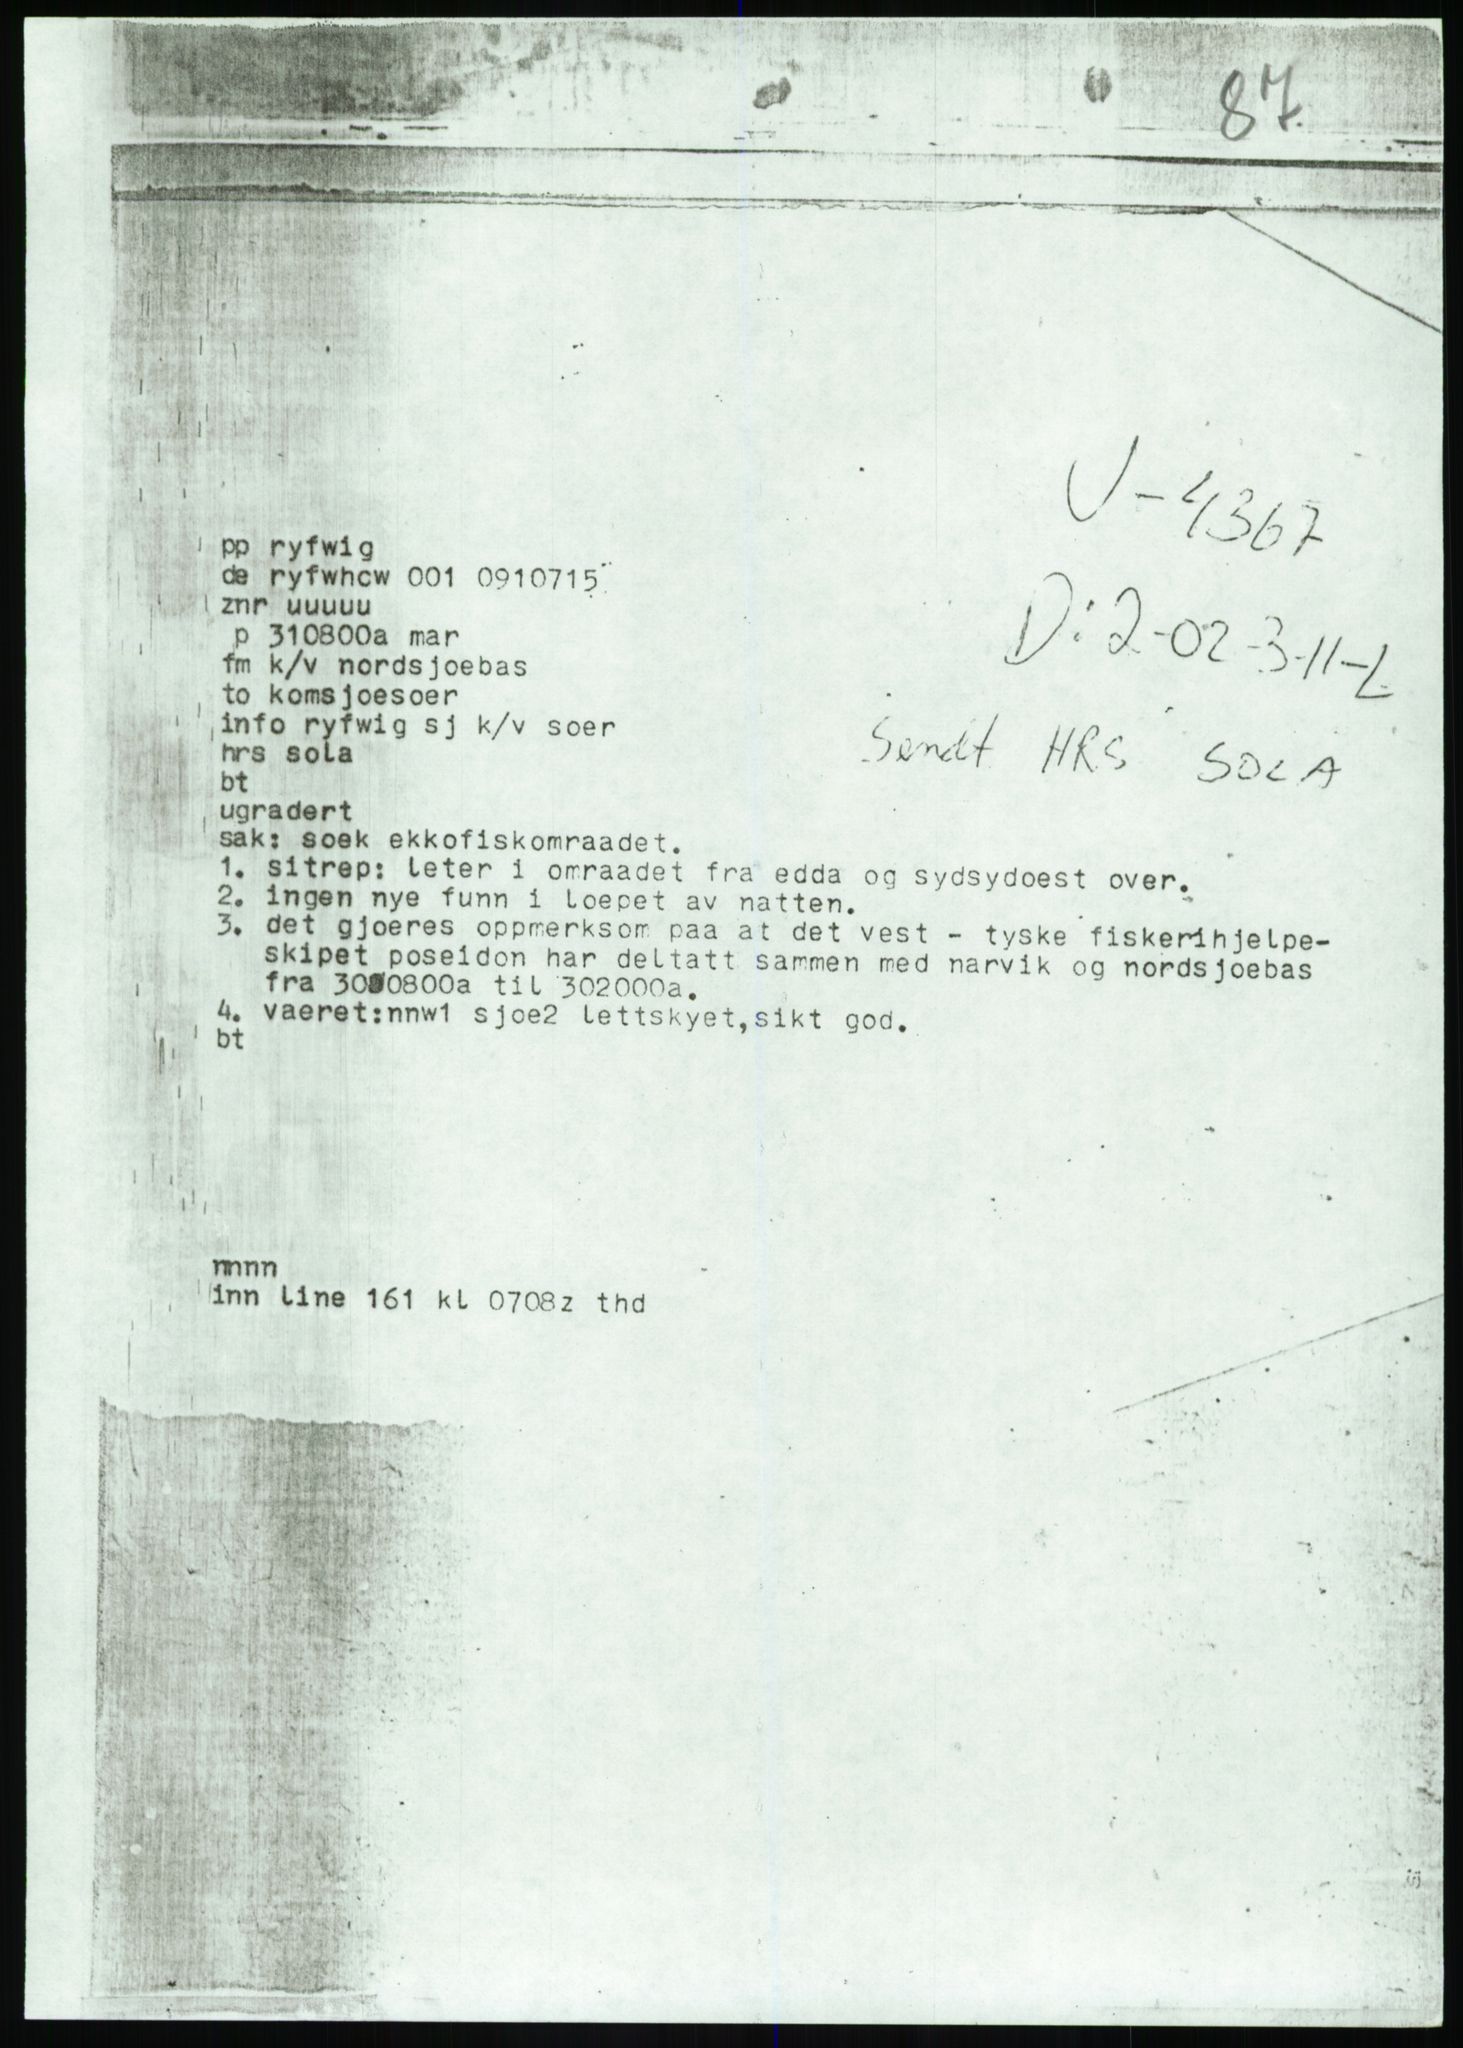 87
U-4367
D: 2-02-3-11-L
Sendt HRS SOLA
pp ryfwig
de ryfwhcw 001 0910715
znr uuuuu
p 310800a mar
fm k/v nordsjoebas
to komsjoesoer
info ryfwig sj k/v soer
hrs sola
bt
ugradert
sak: soek ekkofiskomraadet.
1. sitrep: leter i omraadet fra edda og sydsydoest over.
2. ingen nye funn i loepet av natten.
3. det gjoeres oppmerksom paa at det vest - tyske fiskerihjelpe-
skipet poseidon har deltatt sammen med narvik og nordsjoebas
fra 3000800a til 302000a.
4. vaeret:nnw1 sjoe2 lettskyet,sikt god.
bt
nnnn
inn line 161 kl 0708z thd